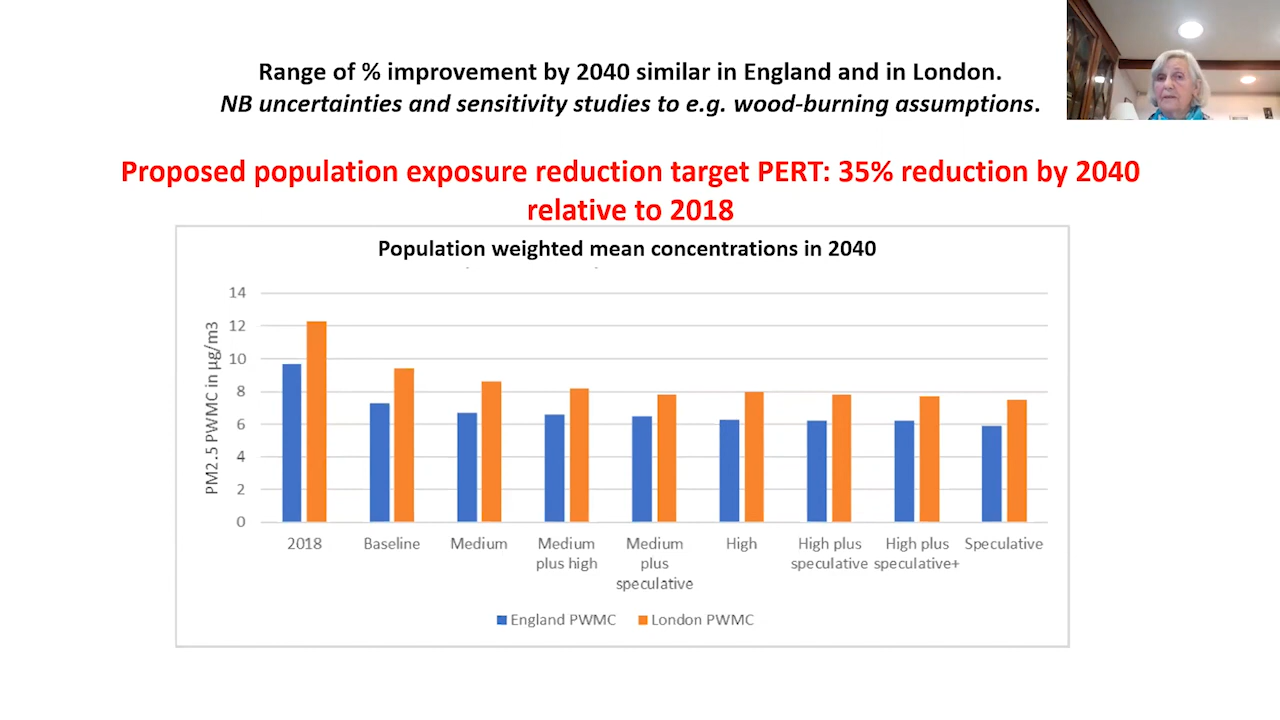 Range of % improvement by 2040 similar in England and in London.
NB uncertainties and sensitivity studies to e.g. wood-burning assumptions.
Proposed population exposure reduction target PERT: 35% reduction by 2040
relative to 2018
Population weighted mean concentrations in 2040
PM2.5 PWMC in µg/m3
14
12
10
8
6
4
2
0
2018
Baseline
Medium
Medium
plus high
Medium
plus
speculative
High
High plus
speculative
High plus
speculative+
Speculative
England PWMC
London PWMC